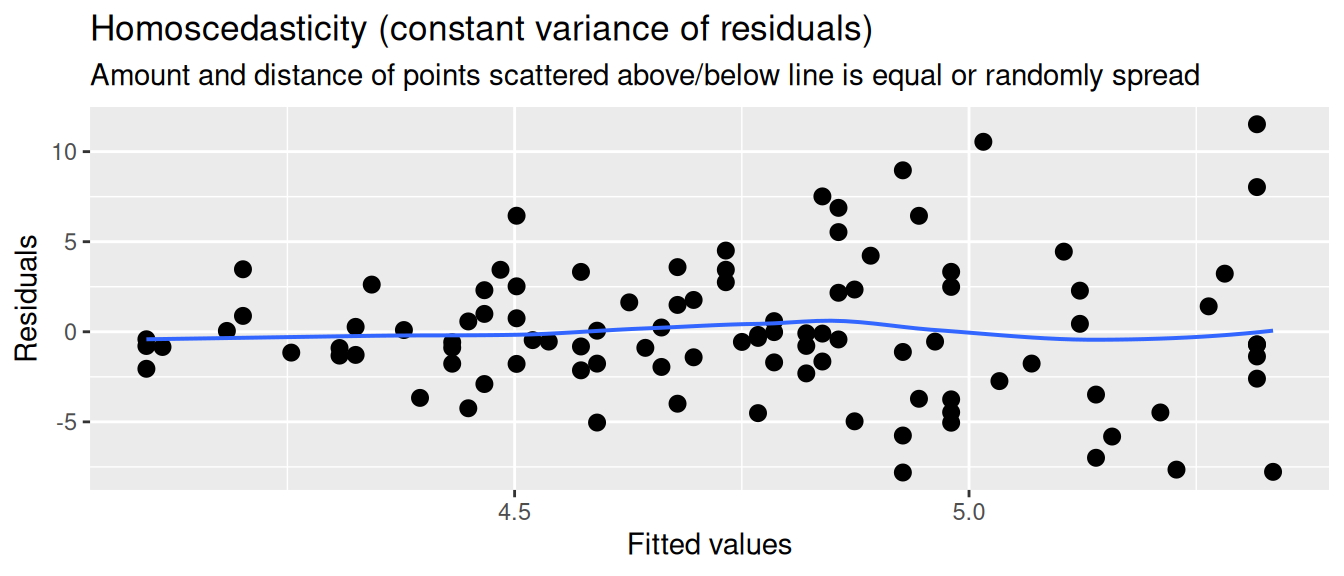 Homoscedasticity (constant variance of residuals)
Amount and distance of points scattered above/below line is equal or randomly spread
10
5
0
-5
Residuals
4.5
5.0
Fitted values